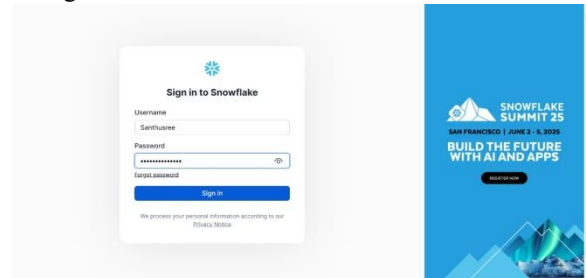 Sign in to Snowflake
Username
Santhusree
Password
••••••••••••••
Forgot password
Sign in
We process your personal information according to our
Privacy Notice
SNOWFLAKE
SUMMIT 25
SAN FRANCISCO | JUNE 2 - 5, 2025
BUILD THE FUTURE
WITH AI AND APPS
REGISTER NOW